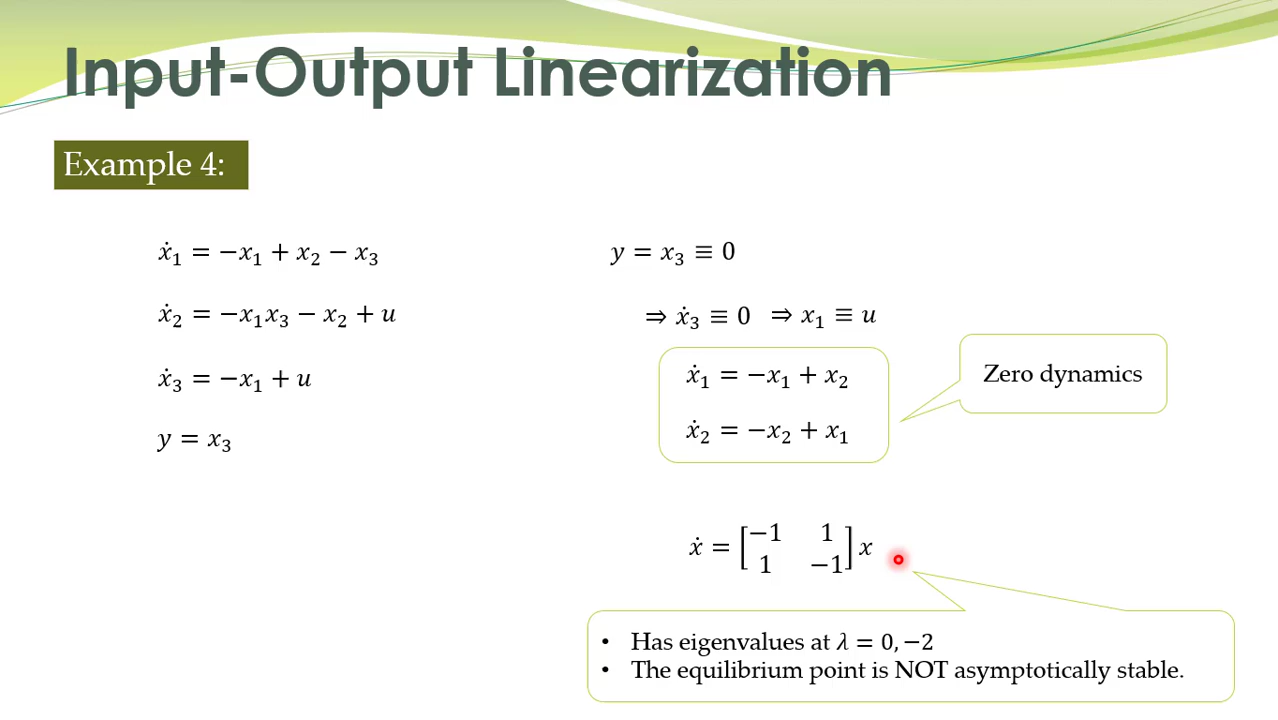 Input-Output Linearization
Example 4:
ẋ₁ = −x₁ + x₂ − x₃
ẋ₂ = −x₁x₃ − x₂ + u
ẋ₃ = −x₁ + u
y = x₃
y = x₃ ≡ 0
⇒ ẋ₃ ≡ 0 ⇒ x₁ ≡ u
ẋ₁ = −x₁ + x₂
ẋ₂ = −x₂ + x₁
Zero dynamics
ẋ = [−1 1
1 −1] x
• Has eigenvalues at λ = 0, −2
• The equilibrium point is NOT asymptotically stable.